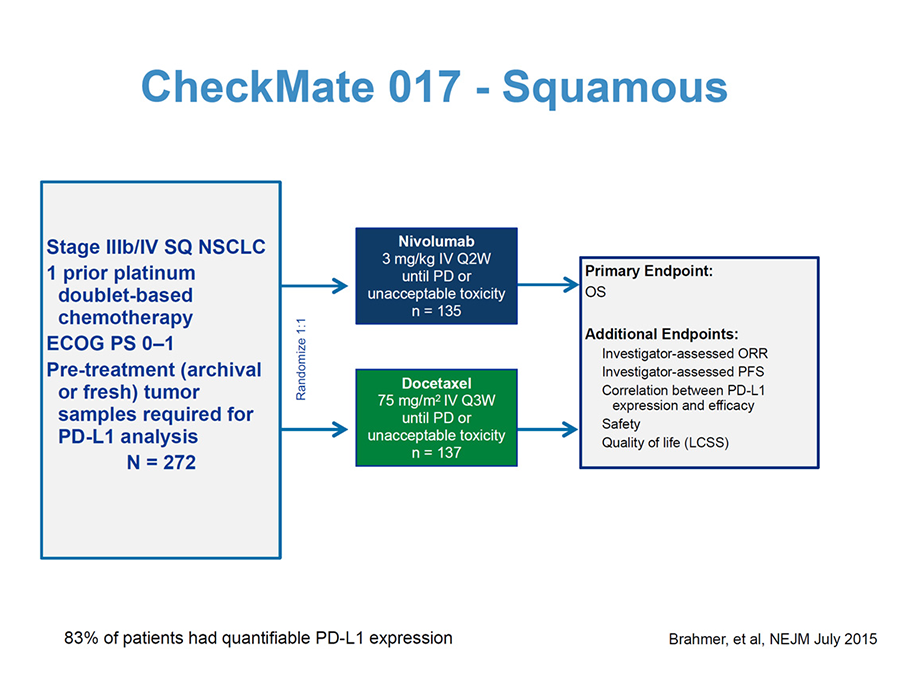 CheckMate 017 - Squamous
Stage IIIb/IV SQ NSCLC
1 prior platinum
doublet-based
chemotherapy
ECOG PS 0–1
Pre-treatment (archival
or fresh) tumor
samples required for
PD-L1 analysis
N = 272
Randomize 1:1
Nivolumab
3 mg/kg IV Q2W
until PD or
unacceptable toxicity
n = 135
Docetaxel
75 mg/m² IV Q3W
until PD or
unacceptable toxicity
n = 137
Primary Endpoint:
OS
Additional Endpoints:
Investigator-assessed ORR
Investigator-assessed PFS
Correlation between PD-L1
expression and efficacy
Safety
Quality of life (LCSS)
83% of patients had quantifiable PD-L1 expression
Brahmer, et al, NEJM July 2015